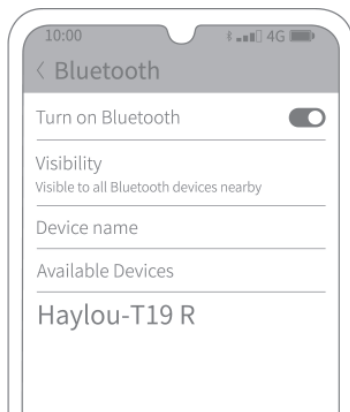 10:00
4G
< Bluetooth
Turn on Bluetooth
Visibility
Visible to all Bluetooth devices nearby
Device name
Available Devices
Haylou-T19 R